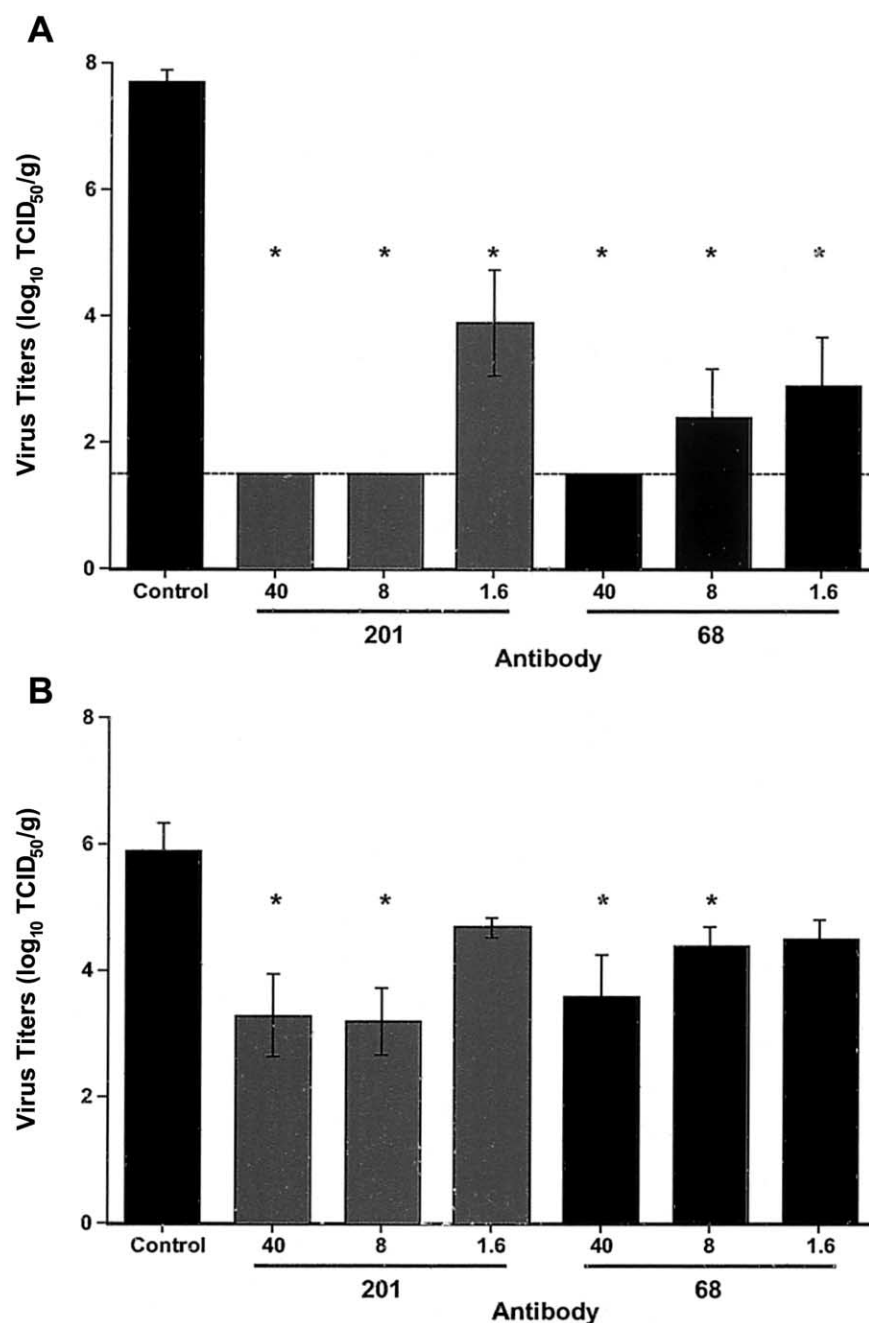 A
Virus Titers (log10 TCID50/g)
8
6
4
2
0
* * * * * *
Control 40 8 1.6 40 8 1.6
201 68
Antibody
B
Virus Titers (log10 TCID50/g)
8
6
4
2
0
* * * *
Control 40 8 1.6 40 8 1.6
201 68
Antibody